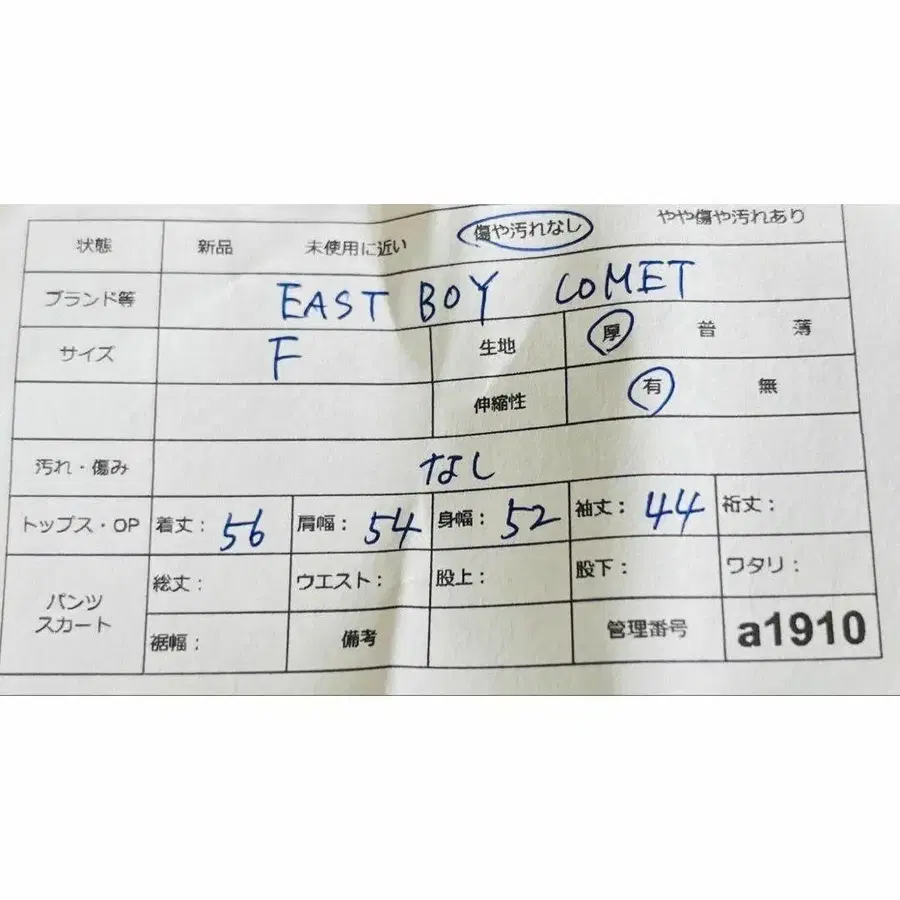 状態 新品 未使用に近い 傷や汚れなし やや傷や汚れあり
ブランド等 EAST BOY COMET
サイズ F 生地 厚 普 薄
伸縮性 有 無
汚れ・傷み なし
トップス・OP 着丈: 56 肩幅: 54 身幅: 52 袖丈: 44 裄丈:
パンツ スカート 総丈: ウエスト: 股上: 股下: ワタリ:
裾幅: 備考 管理番号 a1910